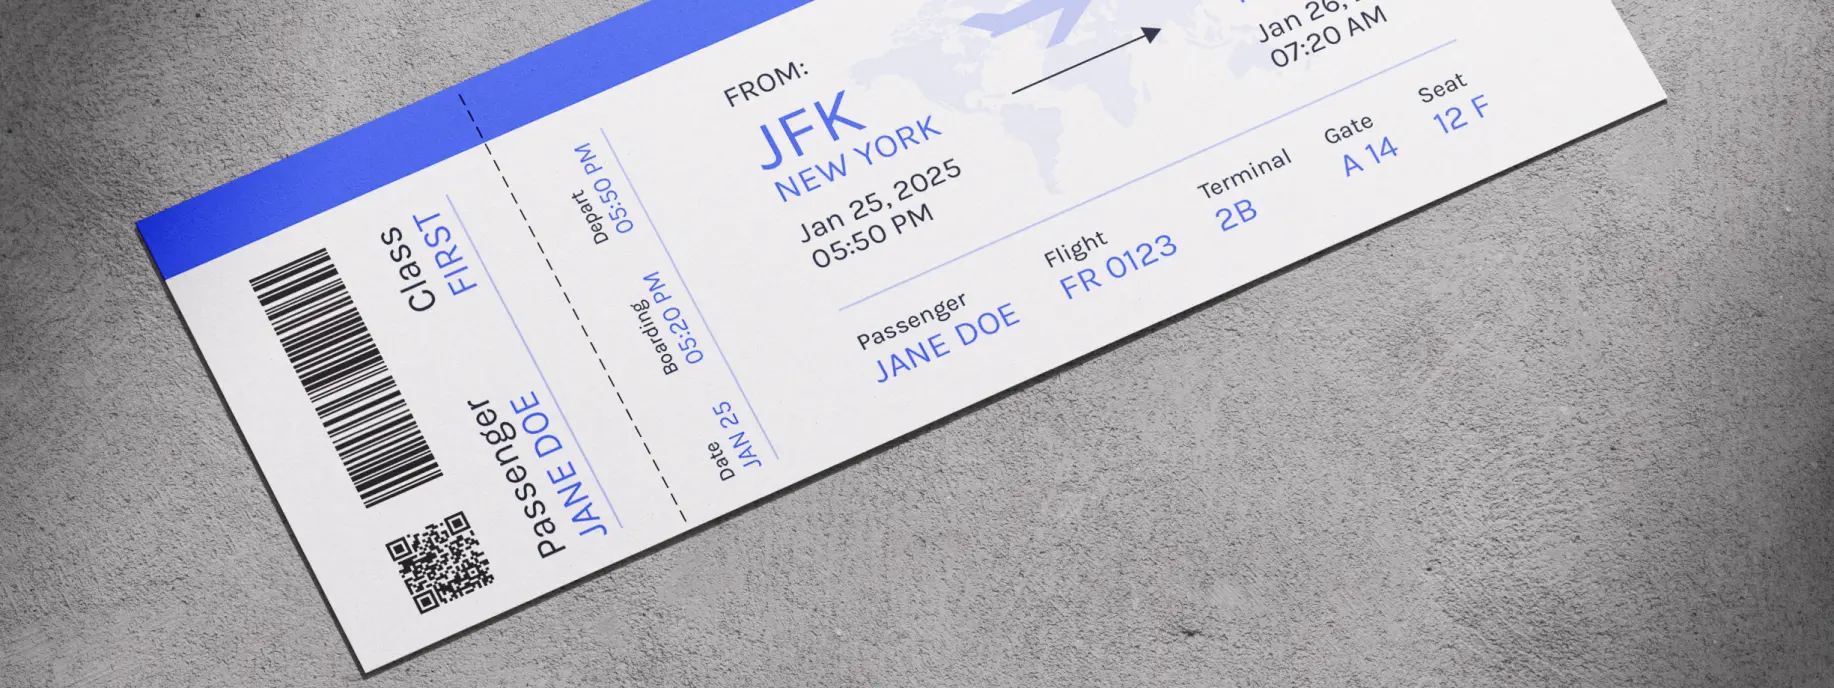 Class
FIRST
Passenger
JANE DOE
Depart
05:50 PM
Boarding
05:20 PM
Date
JAN 25
FROM:
JFK
NEW YORK
Jan 25, 2025
05:50 PM
Jan 26,
07:20 AM
Passenger
JANE DOE
Flight
FR 0123
Terminal
2B
Gate
A 14
Seat
12 F